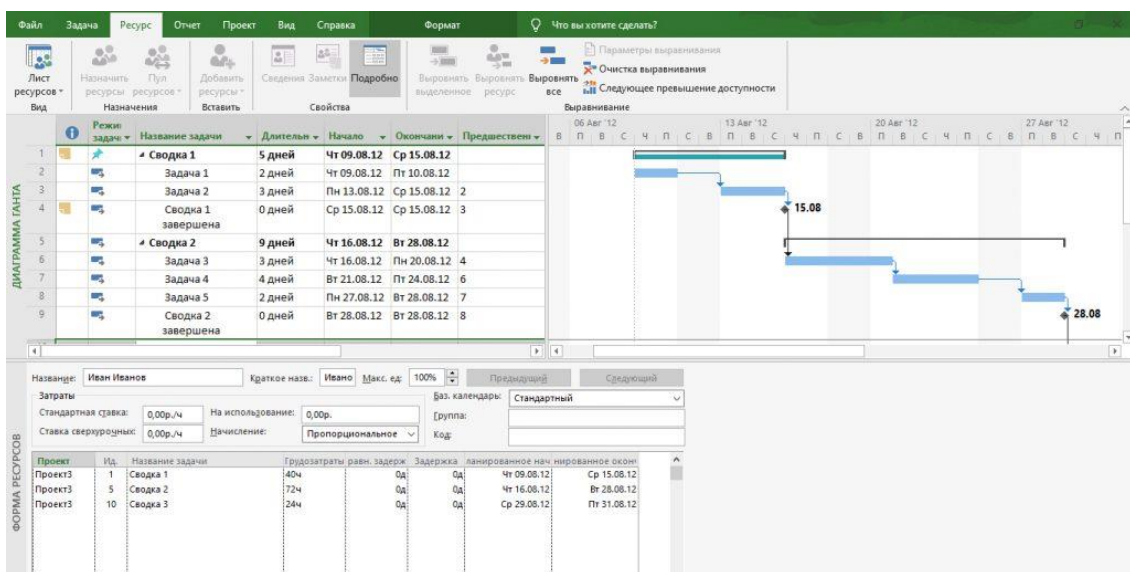 Файл Задача Ресурс Отчет Проект Вид Справка Формат Что вы хотите сделать?
Лист ресурсов
Назначить ресурсы
Пул ресурсов
Добавить ресурсы
Сведения Заметки Подробно
Выровнять выделенное
Выровнять ресурс
Выровнять все
Параметры выравнивания
Очистка выравнивания
Следующее превышение доступности
Вид Назначения Вставить Свойства Выравнивание
Режим задач Название задачи Длительн Начало Окончани Предшественн
06 Авг '12 13 Авг '12 20 Авг '12 27 Авг '12
В П В С Ч П С В П В С Ч П С В П В С Ч П С В П В С Ч П
1 Сводка 1 5 дней Чт 09.08.12 Ср 15.08.12
2 Задача 1 2 дней Чт 09.08.12 Пт 10.08.12
3 Задача 2 3 дней Пн 13.08.12 Ср 15.08.12 2
4 Сводка 1 завершена 0 дней Ср 15.08.12 Ср 15.08.12 3
15.08
5 Сводка 2 9 дней Чт 16.08.12 Вт 28.08.12
6 Задача 3 3 дней Чт 16.08.12 Пн 20.08.12 4
7 Задача 4 4 дней Вт 21.08.12 Пт 24.08.12 6
8 Задача 5 2 дней Пн 27.08.12 Вт 28.08.12 7
9 Сводка 2 завершена 0 дней Вт 28.08.12 Вт 28.08.12 8
28.08
ДИАГРАММА ГАНТА
Название: Иван Иванов Краткое назв.: Ивано Макс. ед: 100% Предыдущий Следующий
Затраты
Баз. календарь: Стандартный
Стандартная ставка: 0,00р./ч На использование: 0,00р. Группа:
Ставка сверхурочных: 0,00р./ч Начисление: Пропорциональное Код:
Проект Ид. Название задачи Трудозатраты равн. задерж Задержка ланированное нач нированное оконч
Проект3 1 Сводка 1 40ч 0д 0д Чт 09.08.12 Ср 15.08.12
Проект3 5 Сводка 2 72ч 0д 0д Чт 16.08.12 Вт 28.08.12
Проект3 10 Сводка 3 24ч 0д 0д Ср 29.08.12 Пт 31.08.12
ФОРМА РЕСУРСОВ